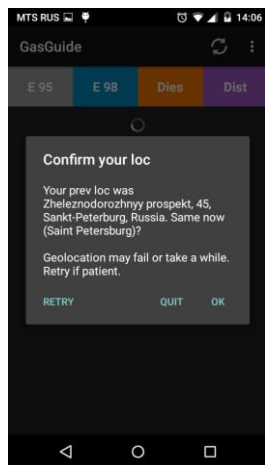 MTS RUS 14:06
GasGuide
E 95 E 98 Dies Dist
Confirm your loc
Your prev loc was
Zheleznodorozhnyy prospekt, 45,
Sankt-Peterburg, Russia. Same now
(Saint Petersburg)?
Geolocation may fail or take a while.
Retry if patient.
RETRY QUIT OK